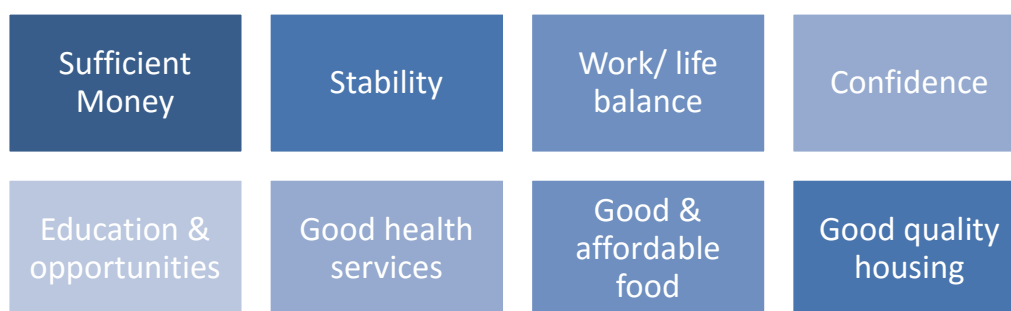 Sufficient
Money
Stability
Work/ life
balance
Confidence
Education &
opportunities
Good health
services
Good &
affordable
food
Good quality
housing